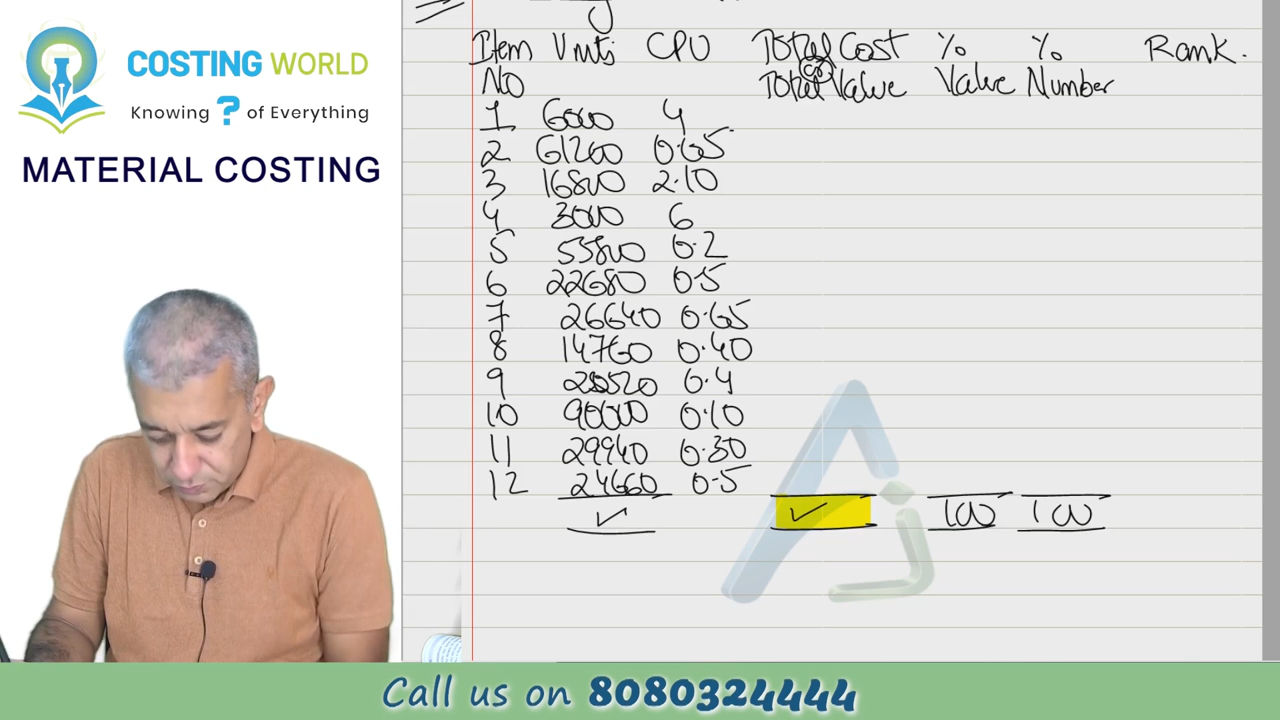 COSTING WORLD
Knowing ? of Everything
MATERIAL COSTING
Item Units CPU Total Cost % % Rank.
No or Total Value Value Number
1 6000 4
2 61200 0.05
3 16800 2.10
4 3000 6
5 55800 0.2
6 22680 0.5
7 26640 0.65
8 14760 0.40
9 20520 0.4
10 90000 0.10
11 29940 0.30
12 24660 0.5
100 100
Call us on 8080324444